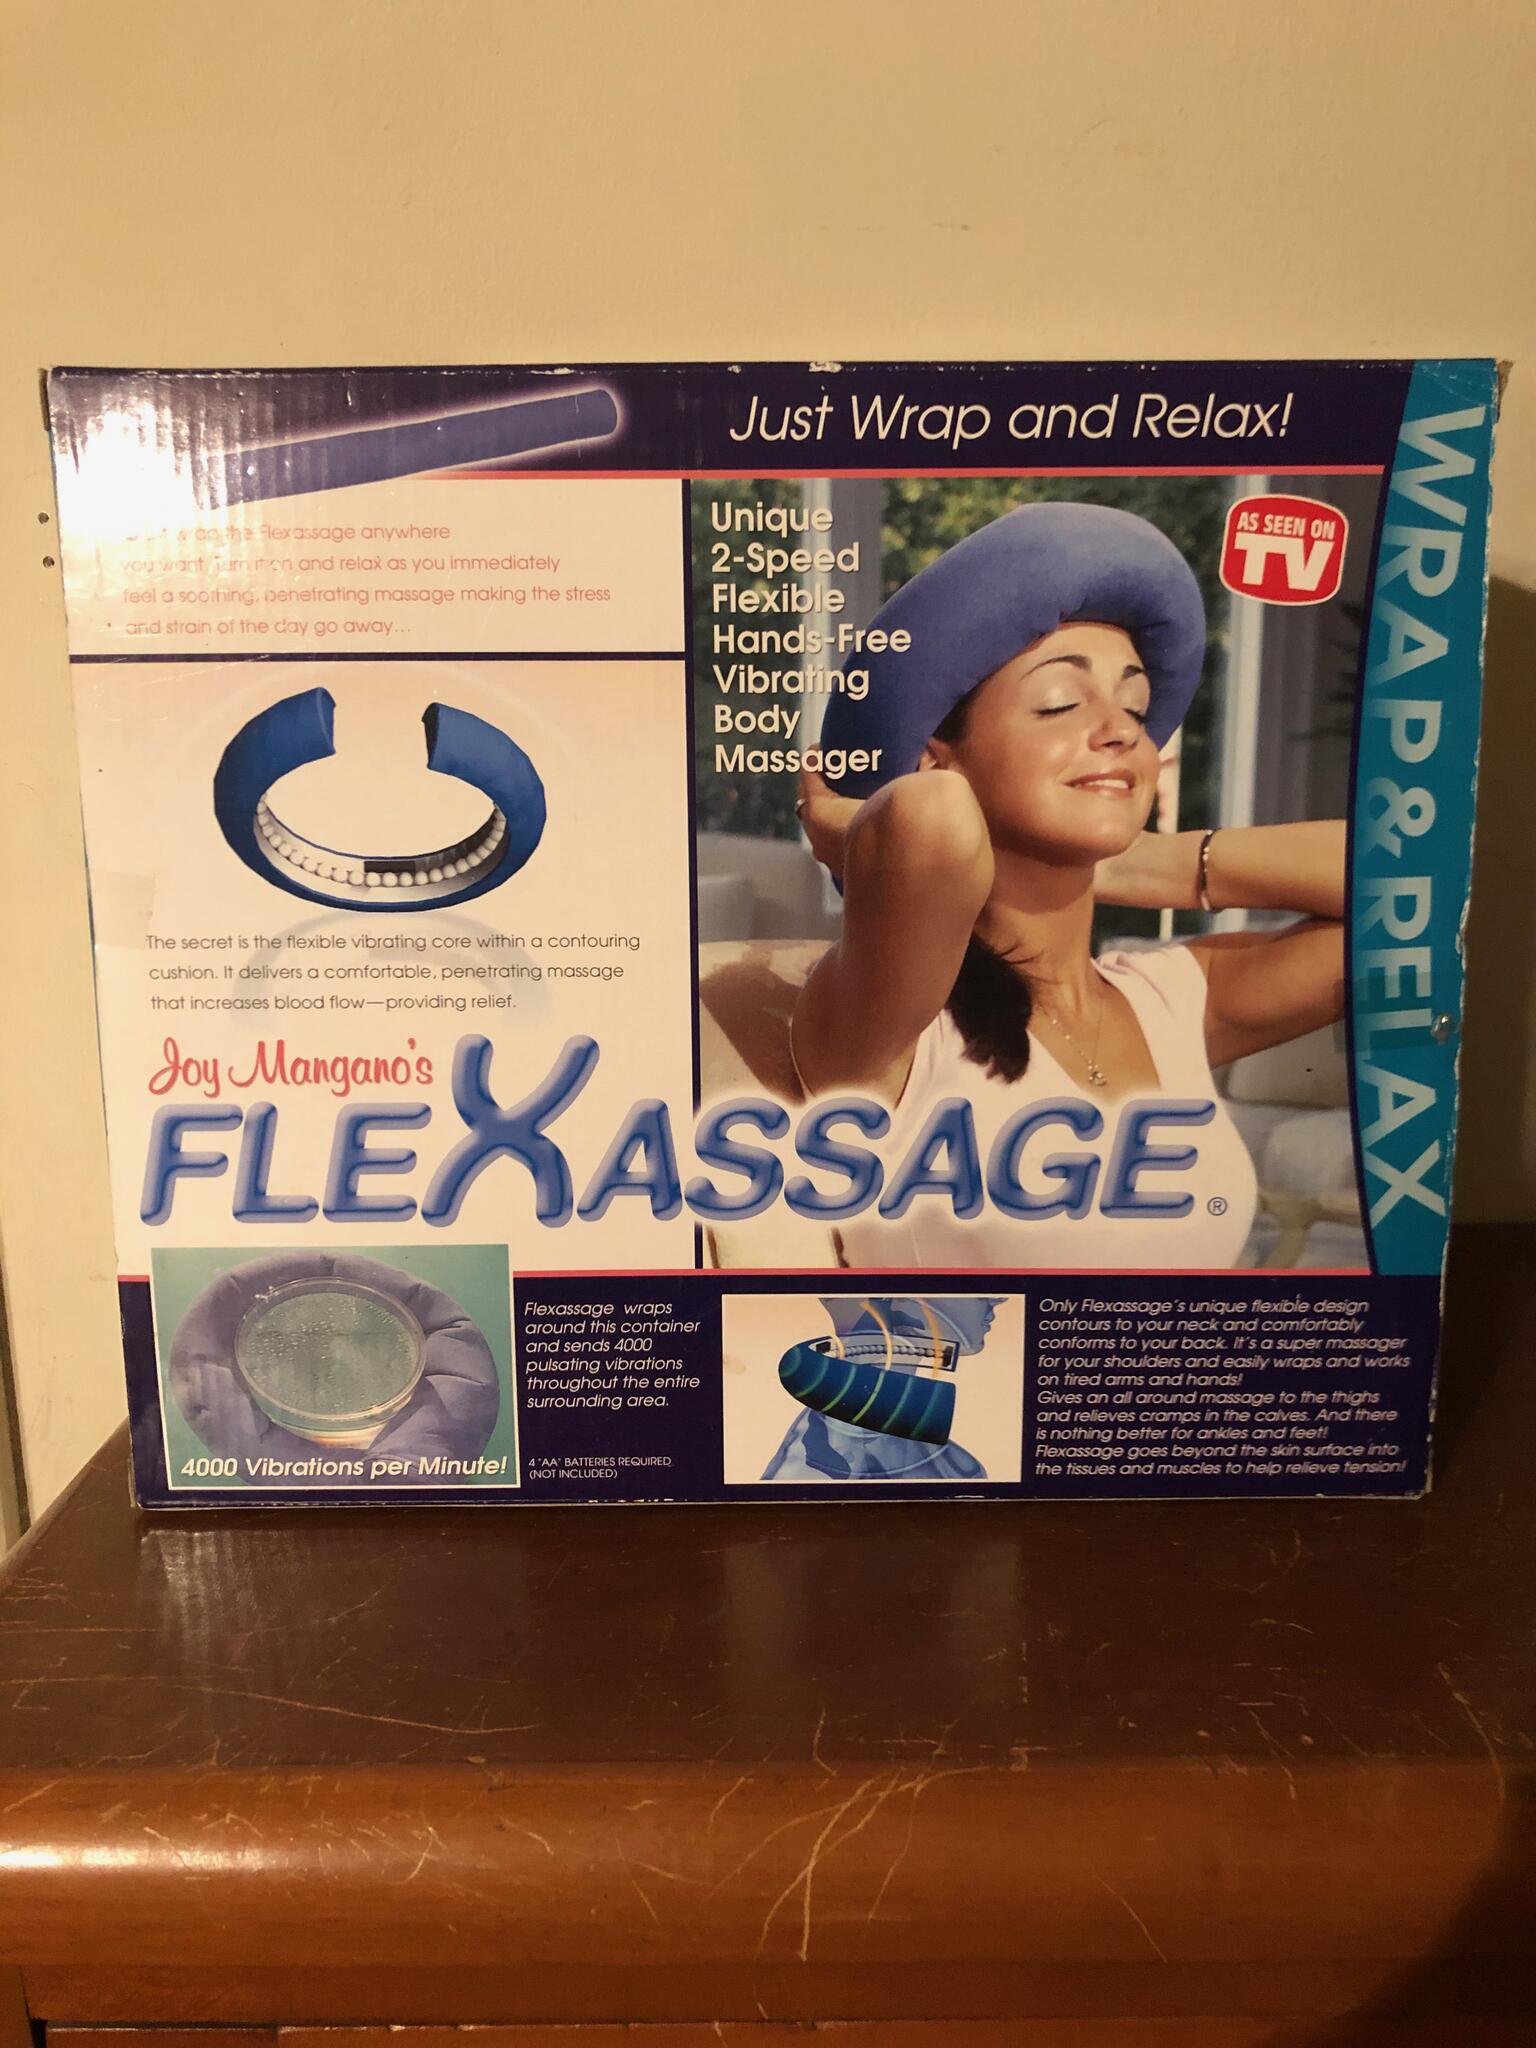 Just Wrap and Relax!
wrap the Flexassage anywhere
you want. Turn it on and relax as you immediately
feel a soothing, penetrating massage making the stress
and strain of the day go away...
Unique
2-Speed
Flexible
Hands-Free
Vibrating
Body
Massager
AS SEEN ON
TV
WRAP & RELAX
The secret is the flexible vibrating core within a contouring
cushion. It delivers a comfortable, penetrating massage
that increases blood flow—providing relief.
Joy Mangano's
FLEXASSAGE®
4000 Vibrations per Minute!
Flexassage wraps
around this container
and sends 4000
pulsating vibrations
throughout the entire
surrounding area.
4 "AA" BATTERIES REQUIRED
(NOT INCLUDED)
Only Flexassage's unique flexible design
contours to your neck and comfortably
conforms to your back. It's a super massager
for your shoulders and easily wraps and works
on tired arms and hands!
Gives an all around massage to the thighs
and relieves cramps in the calves. And there
is nothing better for ankles and feet!
Flexassage goes beyond the skin surface into
the tissues and muscles to help relieve tension!